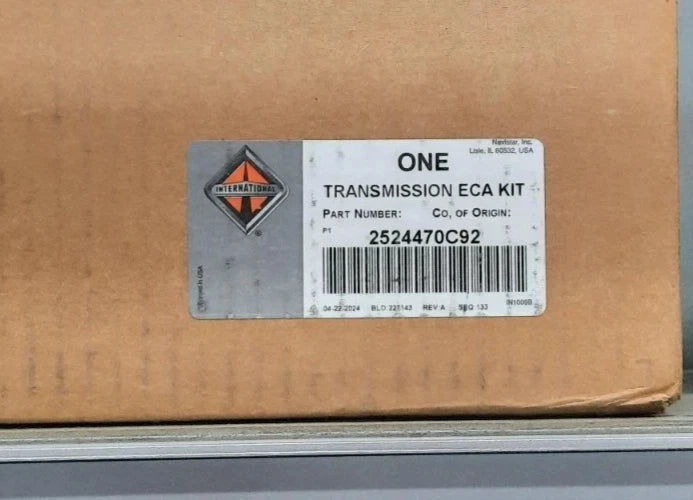 Navistar, Inc.
Lisle, IL 60532, USA
ONE
TRANSMISSION ECA KIT
PART NUMBER: CO, OF ORIGIN:
P1
2524470C92
04-22-2024 BLD 221143 REV A SEQ 133
IN1009B
INTERNATIONAL
®
Printed in USA